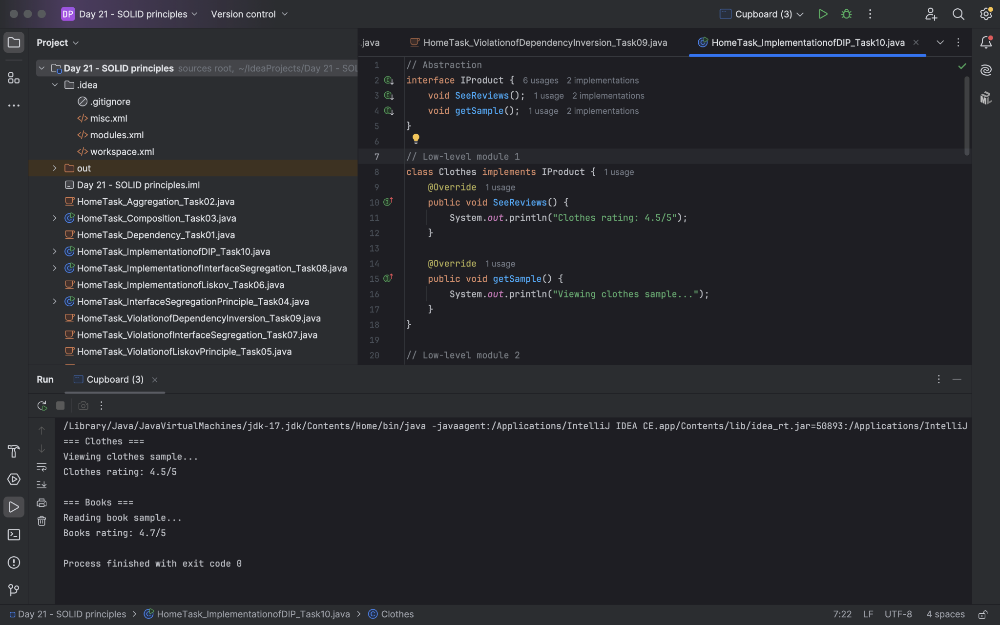 DP Day 21 - SOLID principles Version control Cupboard (3)
Project
Day 21 - SOLID principles sources root, ~/IdeaProjects/Day 21 - SOL
.idea
.gitignore
misc.xml
modules.xml
workspace.xml
out
Day 21 - SOLID principles.iml
HomeTask_Aggregation_Task02.java
HomeTask_Composition_Task03.java
HomeTask_Dependency_Task01.java
HomeTask_ImplementationofDIP_Task10.java
HomeTask_ImplementationofInterfaceSegregation_Task08.java
HomeTask_ImplementationofLiskov_Task06.java
HomeTask_InterfaceSegregationPrinciple_Task04.java
HomeTask_ViolationofDependencyInversion_Task09.java
HomeTask_ViolationofInterfaceSegregation_Task07.java
HomeTask_ViolationofLiskovPrinciple_Task05.java
.java HomeTask_ViolationofDependencyInversion_Task09.java HomeTask_ImplementationofDIP_Task10.java
1 // Abstraction
2 interface IProduct { 6 usages 2 implementations
3 void SeeReviews(); 1 usage 2 implementations
4 void getSample(); 1 usage 2 implementations
5 }
6
7 // Low-level module 1
8 class Clothes implements IProduct { 1 usage
9 @Override 1 usage
10 public void SeeReviews() {
11 System.out.println("Clothes rating: 4.5/5");
12 }
13
14 @Override 1 usage
15 public void getSample() {
16 System.out.println("Viewing clothes sample...");
17 }
18 }
19
20 // Low-level module 2
Run Cupboard (3)
/Library/Java/JavaVirtualMachines/jdk-17.jdk/Contents/Home/bin/java -javaagent:/Applications/IntelliJ IDEA CE.app/Contents/lib/idea_rt.jar=50893:/Applications/IntelliJ
=== Clothes ===
Viewing clothes sample...
Clothes rating: 4.5/5
=== Books ===
Reading book sample...
Books rating: 4.7/5
Process finished with exit code 0
Day 21 - SOLID principles > HomeTask_ImplementationofDIP_Task10.java > Clothes 7:22 LF UTF-8 4 spaces